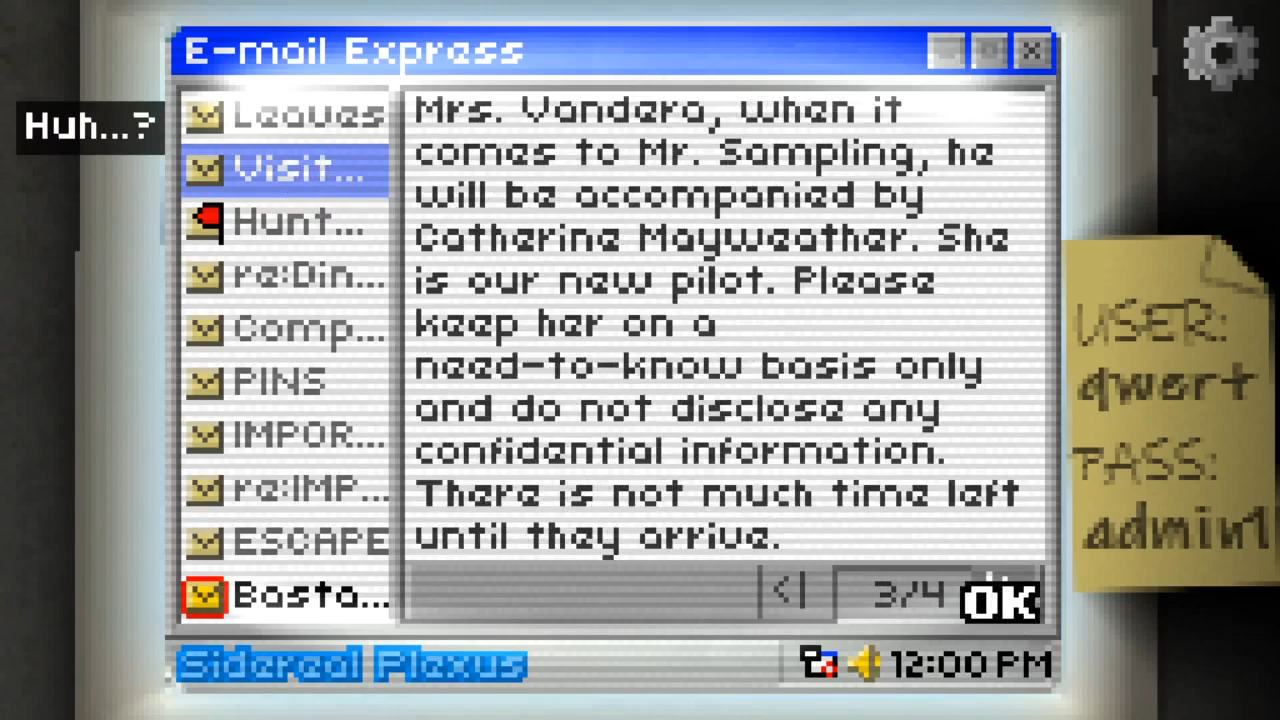 E-mail Express
Huh...?
Leaves
Visit...
Hunt...
re:Din...
Comp...
PINS
IMPOR...
re:IMP...
ESCAPE
Basta...
Mrs. Vandera, when it
comes to Mr. Sampling, he
will be accompanied by
Catherine Mayweather. She
is our new pilot. Please
keep her on a
need-to-know basis only
and do not disclose any
confidential information.
There is not much time left
until they arrive.
<| 3/4
OK
Sidereal Plexus
12:00 PM
USER:
qwert
PASS:
admin1